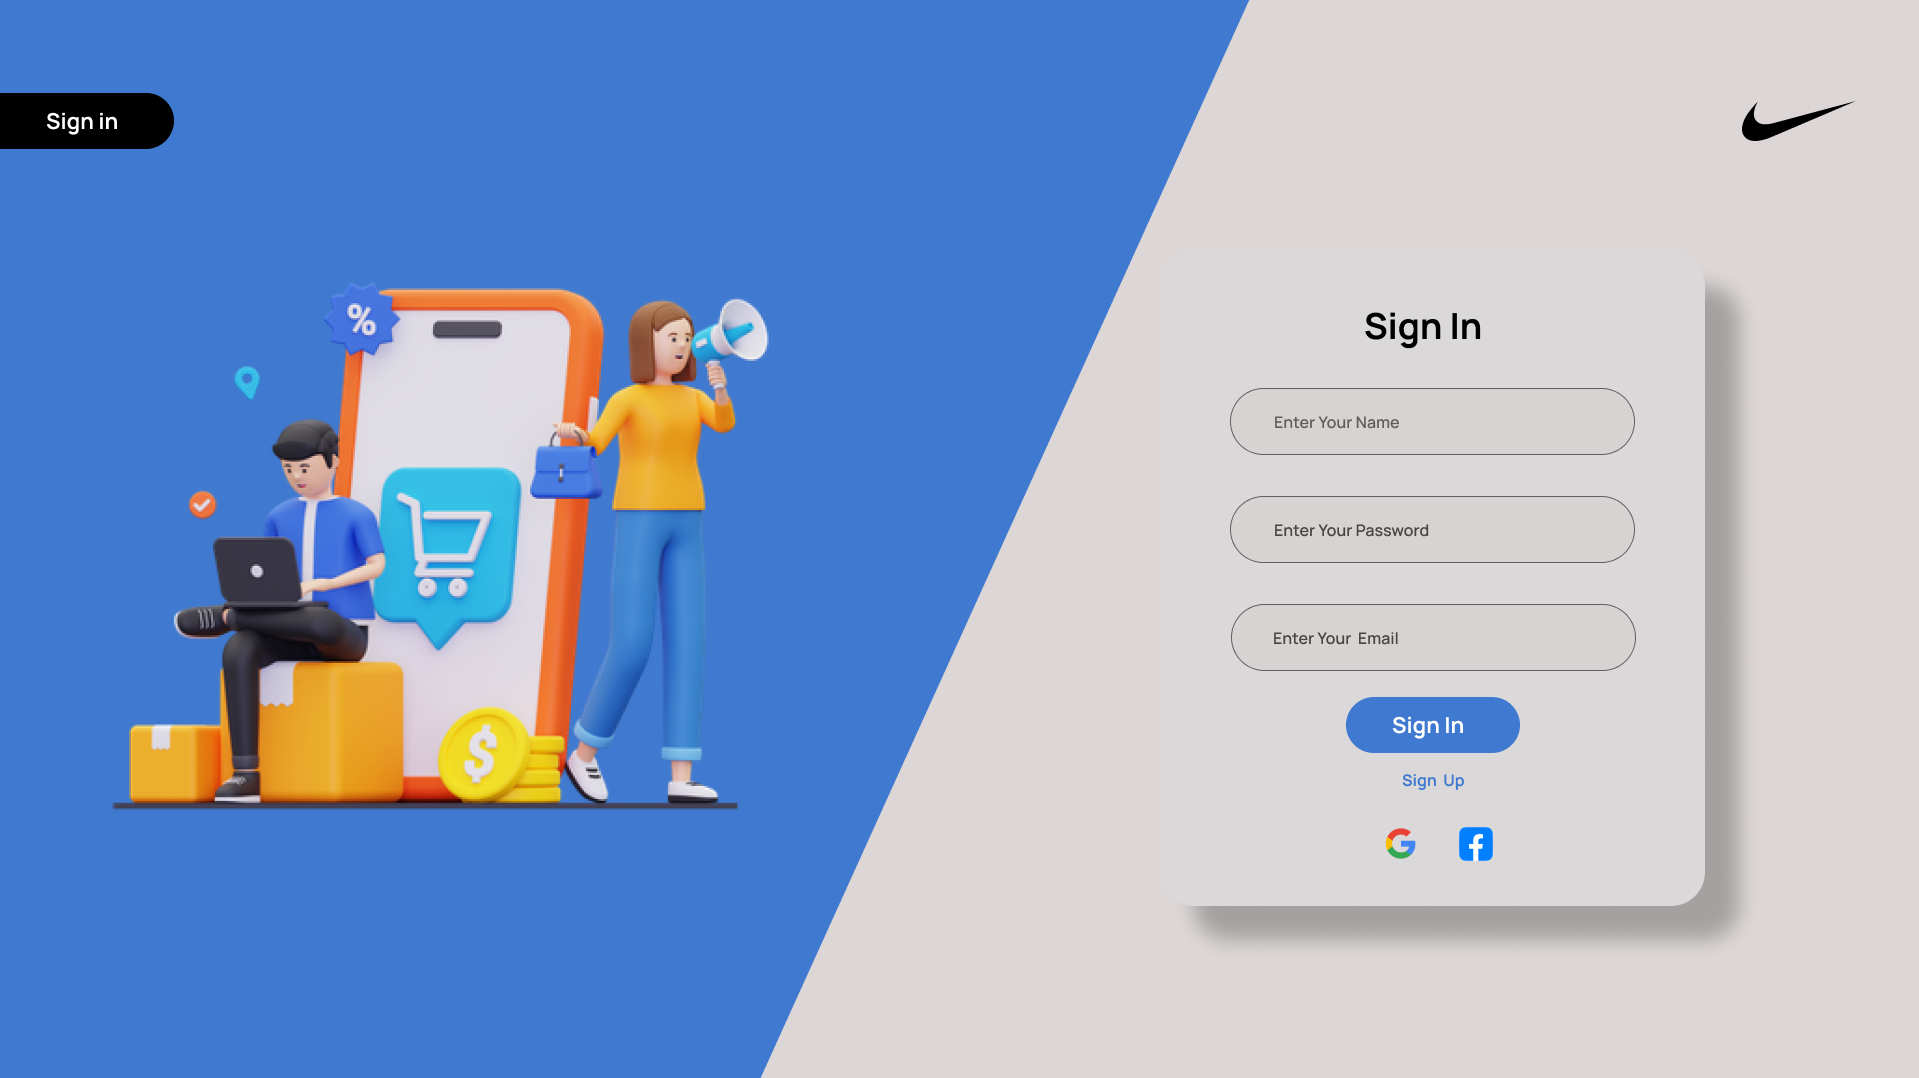 Sign in
%
$
Sign In
Enter Your Name
Enter Your Password
Enter Your  Email
Sign In
Sign  Up